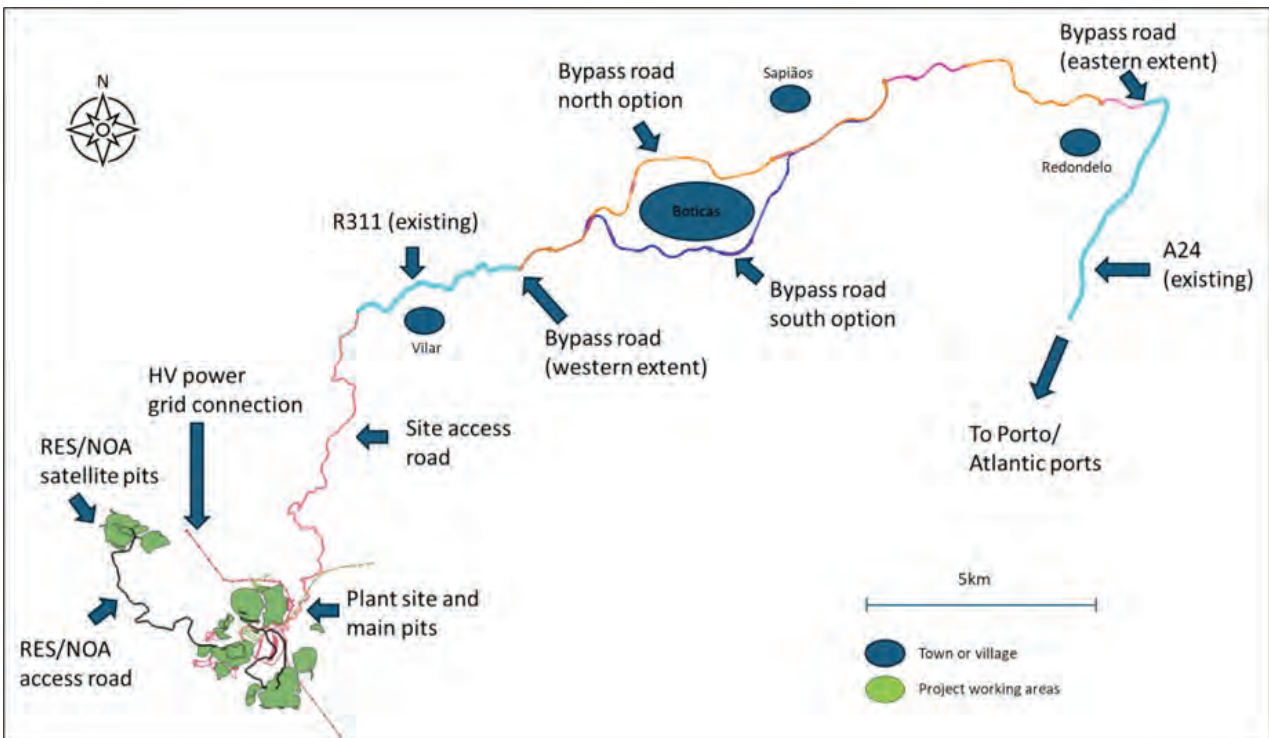 N
Bypass road
north option
Sapiãos
Bypass road
(eastern extent)
Redondelo
Boticas
R311 (existing)
A24
(existing)
Bypass road
south option
Vilar
Bypass road
(western extent)
HV power
grid connection
To Porto/
Atlantic ports
Site access
road
RES/NOA
satellite pits
5km
Plant site and
main pits
RES/NOA
access road
Town or village
Project working areas